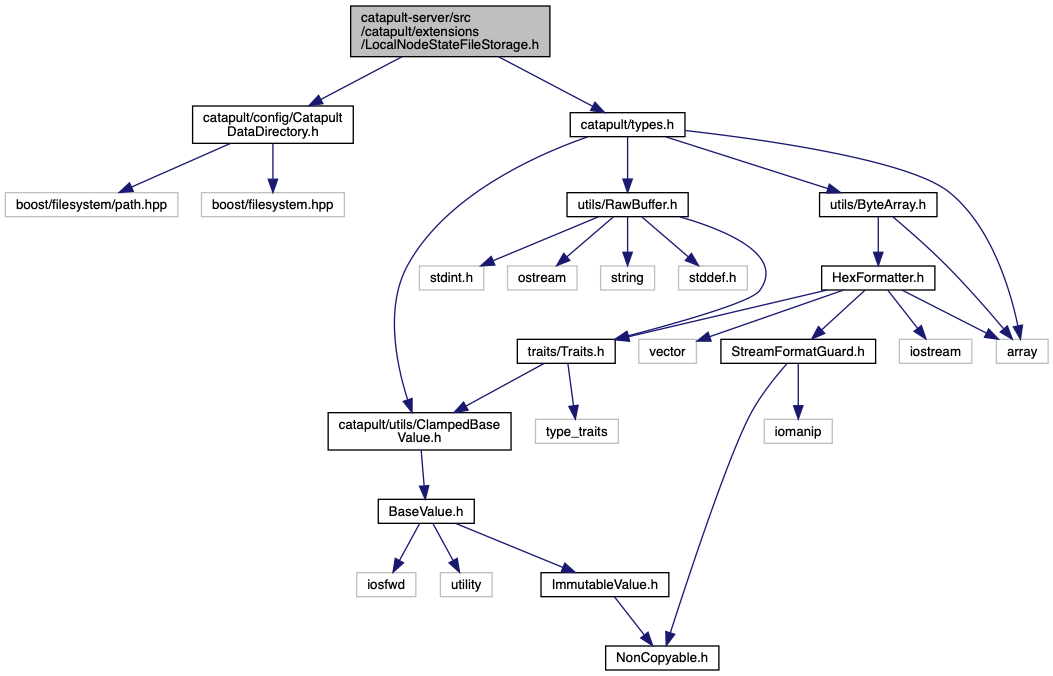 catapult-server/src
/catapult/extensions
/LocalNodeStateFileStorage.h
catapult/config/Catapult
DataDirectory.h
catapult/types.h
boost/filesystem/path.hpp
boost/filesystem.hpp
utils/RawBuffer.h
utils/ByteArray.h
stdint.h
ostream
string
stddef.h
HexFormatter.h
traits/Traits.h
vector
StreamFormatGuard.h
iostream
array
catapult/utils/ClampedBase
Value.h
type_traits
iomanip
BaseValue.h
iosfwd
utility
ImmutableValue.h
NonCopyable.h